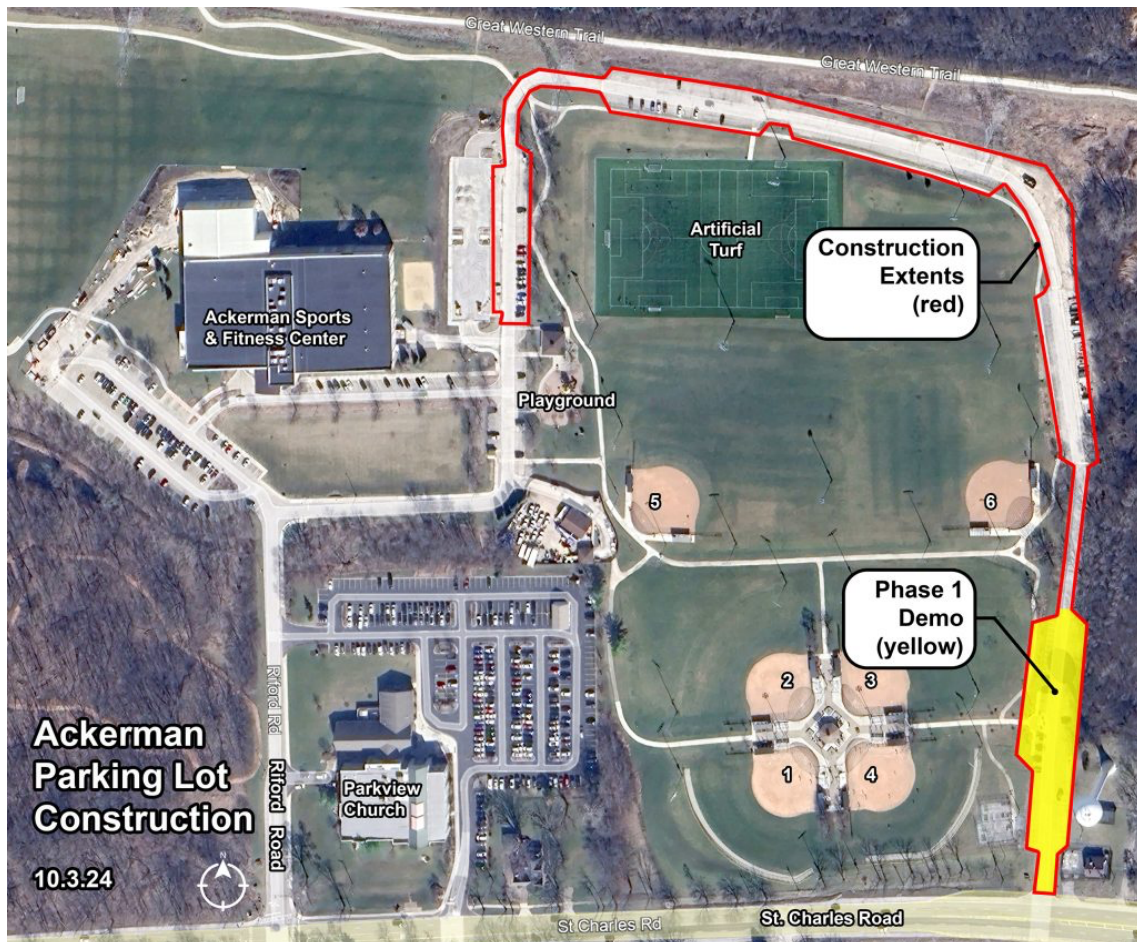 Great Western Trail
Great Western Trail
Artificial
Turf
Construction
Extents
(red)
Ackerman Sports
& Fitness Center
Playground
5
6
Phase 1
Demo
(yellow)
2
3
1
4
Riford Rd
Riford Road
Parkview
Church
Ackerman
Parking Lot
Construction
10.3.24
N
St Charles Rd
St. Charles Road